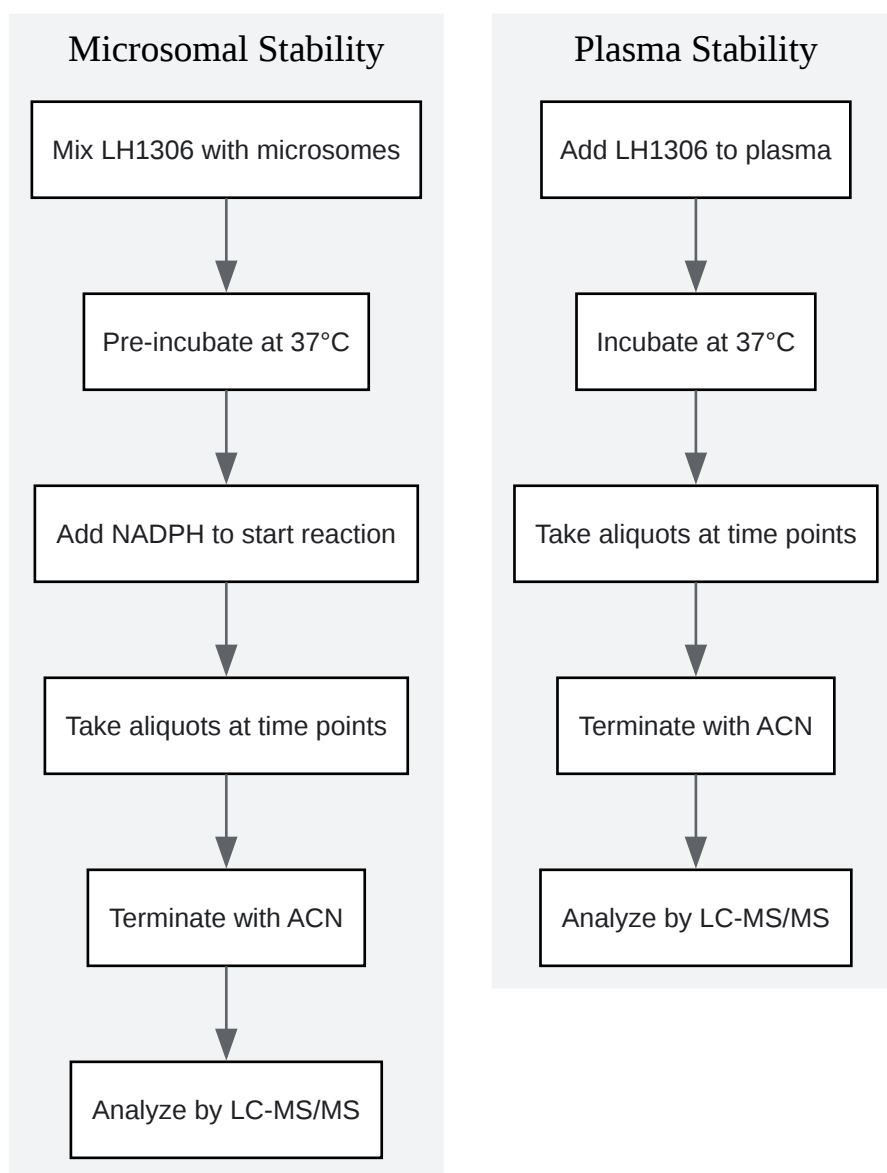 Microsomal Stability
Mix LH1306 with microsomes
Pre-incubate at 37°C
Add NADPH to start reaction
Take aliquots at time points
Terminate with ACN
Analyze by LC-MS/MS
Plasma Stability
Add LH1306 to plasma
Incubate at 37°C
Take aliquots at time points
Terminate with ACN
Analyze by LC-MS/MS